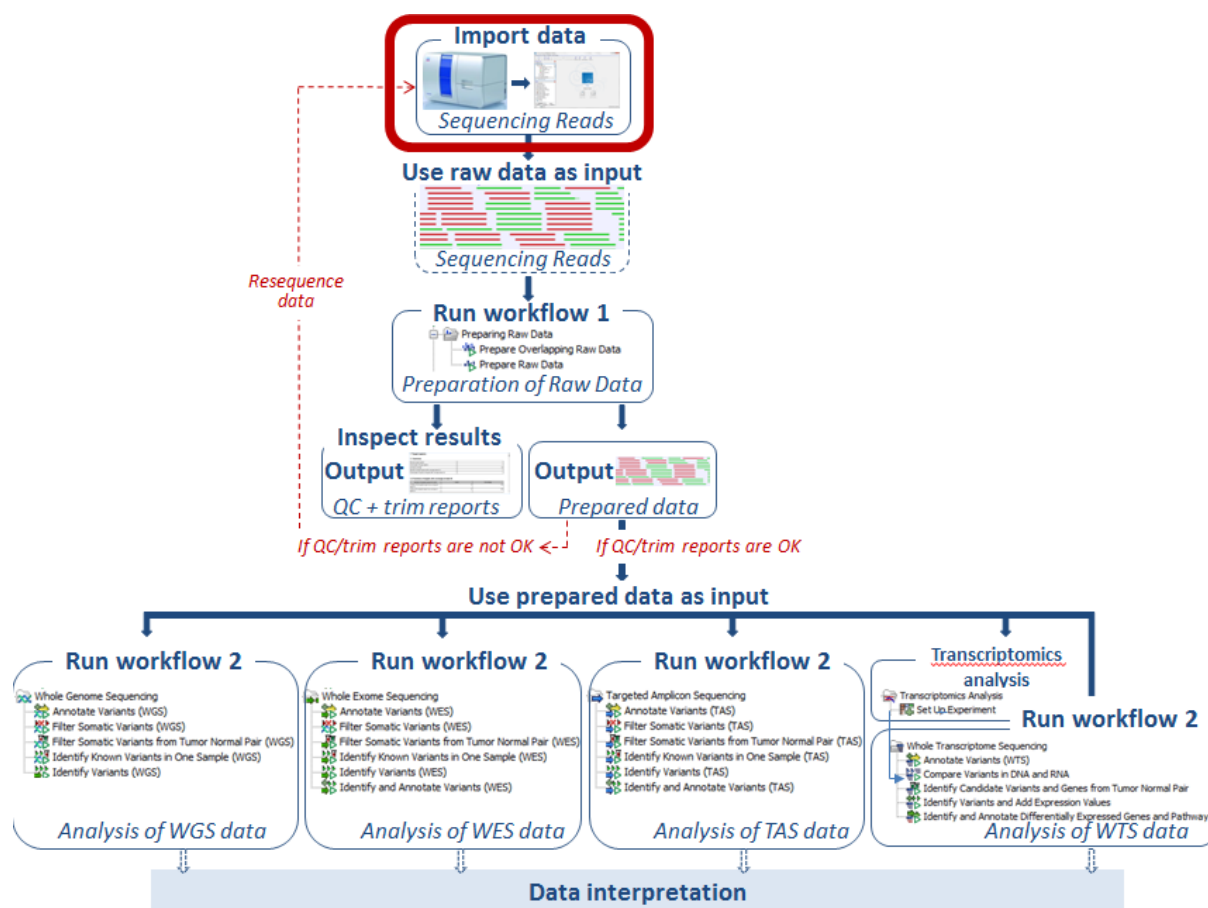 Import data
Sequencing Reads
Use raw data as input
Sequencing Reads
Resequence
data
Run workflow 1
Preparing Raw Data
Prepare Overlapping Raw Data
Prepare Raw Data
Preparation of Raw Data
Inspect results
Output
QC + trim reports
Output
Prepared data
If QC/trim reports are not OK
If QC/trim reports are OK
Use prepared data as input
Run workflow 2
Whole Genome Sequencing
Annotate Variants (WGS)
Filter Somatic Variants (WGS)
Filter Somatic Variants from Tumor Normal Pair (WGS)
Identify Known Variants in One Sample (WGS)
Identify Variants (WGS)
Analysis of WGS data
Run workflow 2
Whole Exome Sequencing
Annotate Variants (WES)
Filter Somatic Variants (WES)
Filter Somatic Variants from Tumor Normal Pair (WES)
Identify Known Variants in One Sample (WES)
Identify Variants (WES)
Identify and Annotate Variants (WES)
Analysis of WES data
Run workflow 2
Targeted Amplicon Sequencing
Annotate Variants (TAS)
Filter Somatic Variants (TAS)
Filter Somatic Variants from Tumor Normal Pair (TAS)
Identify Known Variants in One Sample (TAS)
Identify Variants (TAS)
Identify and Annotate Variants (TAS)
Analysis of TAS data
Transcriptomics
analysis
Transcriptomics Analysis
Set Up Experiment
Run workflow 2
Whole Transcriptome Sequencing
Annotate Variants (WTS)
Compare Variants in DNA and RNA
Identify Candidate Variants and Genes from Tumor Normal Pair
Identify Variants and Add Expression Values
Identify and Annotate Differentially Expressed Genes and Pathway
Analysis of WTS data
Data interpretation